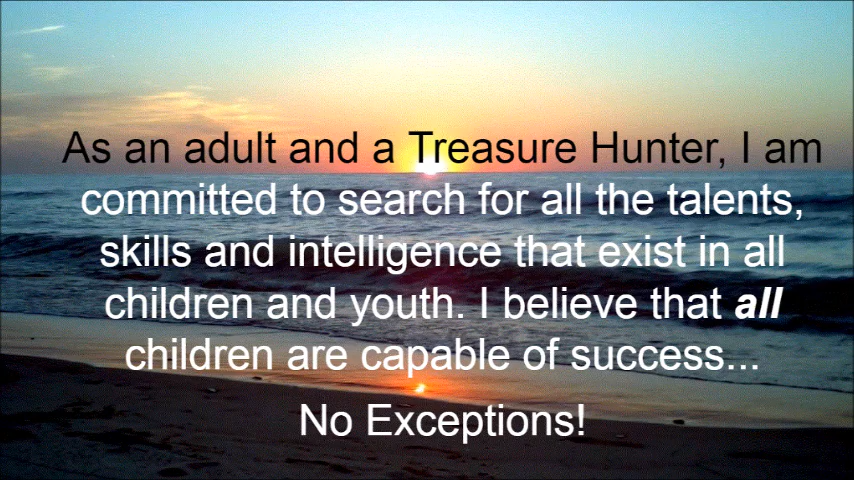 As an adult and a Treasure Hunter, I am
committed to search for all the talents,
skills and intelligence that exist in all
children and youth. I believe that all
children are capable of success...
No Exceptions!